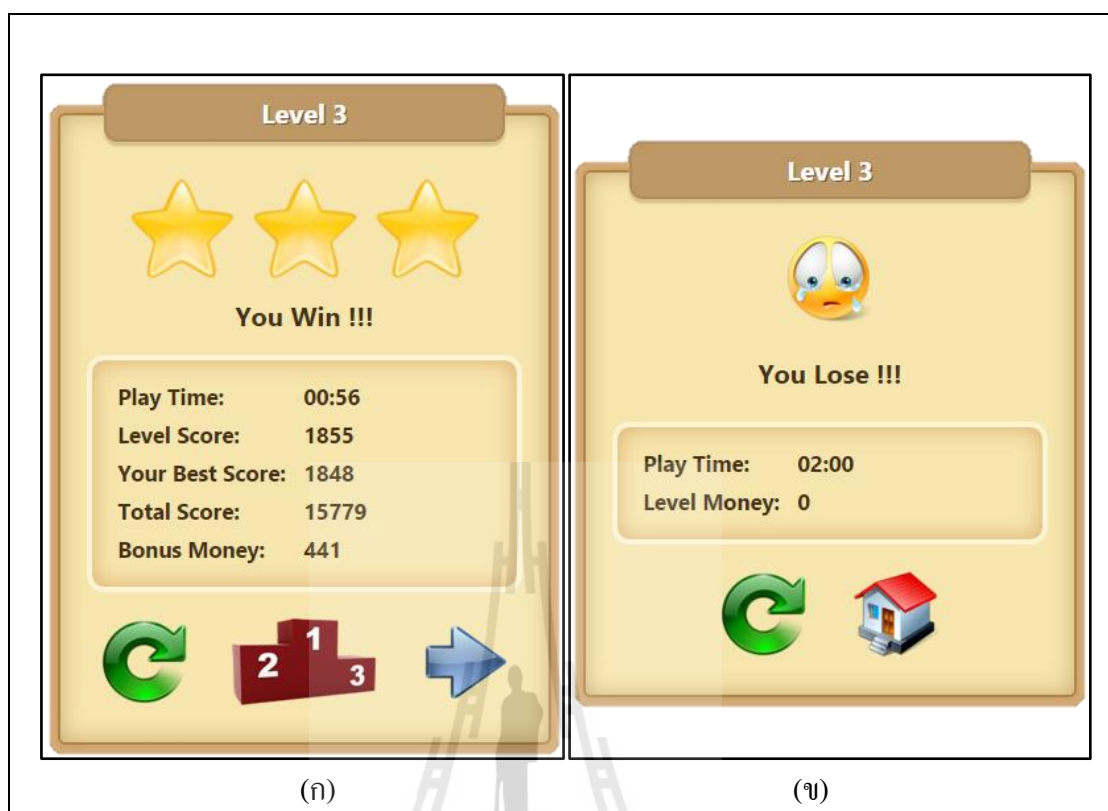 Level 3
You Win !!!
Play Time: 00:56
Level Score: 1855
Your Best Score: 1848
Total Score: 15779
Bonus Money: 441
2 1 3
(ก)
Level 3
You Lose !!!
Play Time: 02:00
Level Money: 0
(ข)